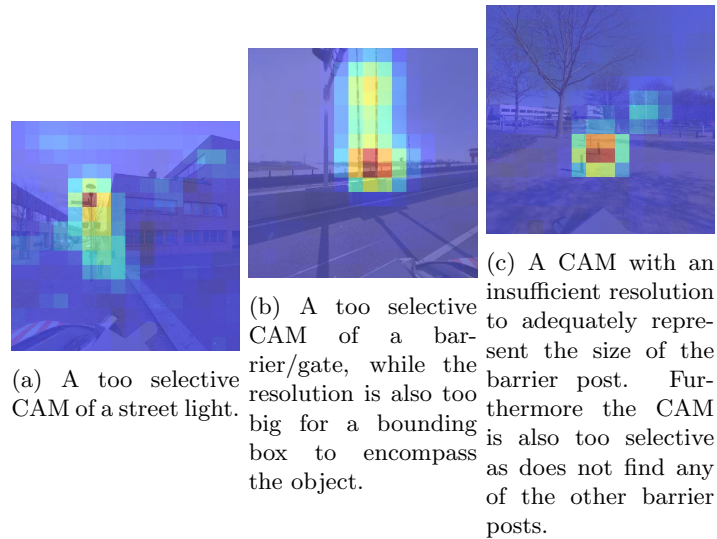 (a) A too selective
CAM of a street light.
(b) A too selective
CAM of a bar-
rier/gate, while the
resolution is also too
big for a bounding
box to encompass
the object.
(c) A CAM with an
insufficient resolution
to adequately repre-
sent the size of the
barrier post. Fur-
thermore the CAM
is also too selective
as does not find any
of the other barrier
posts.